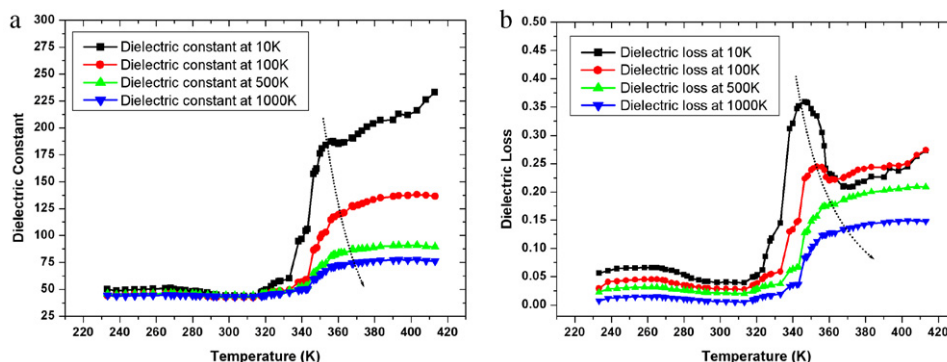 a
300
275
250
225
200
175
150
125
100
75
50
25
Dielectric Constant
Dielectric constant at 10K
Dielectric constant at 100K
Dielectric constant at 500K
Dielectric constant at 1000K
220 240 260 280 300 320 340 360 380 400 420
Temperature (K)
b
0.50
0.45
0.40
0.35
0.30
0.25
0.20
0.15
0.10
0.05
0.00
Dielectric Loss
Dielectric loss at 10K
Dielectric loss at 100K
Dielectric loss at 500K
Dielectric loss at 1000K
220 240 260 280 300 320 340 360 380 400 420
Temperature (K)